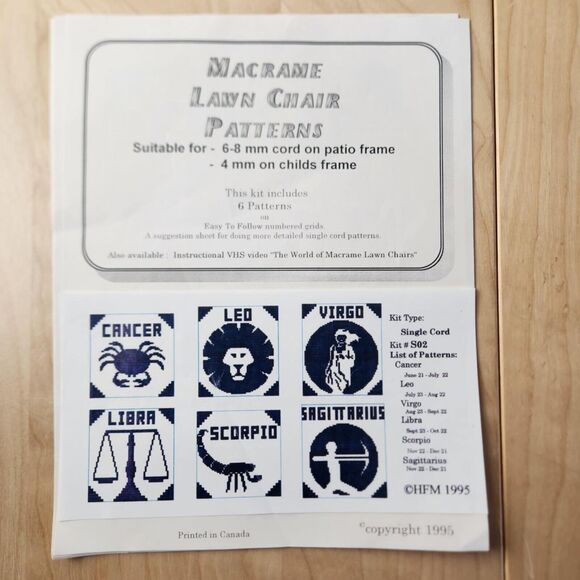 MACRAME
LAWN CHAIR
PATTERNS
Suitable for - 6-8 mm cord on patio frame
- 4 mm on childs frame
This kit includes
6 Patterns
on
Easy To Follow numbered grids.
A suggestion sheet for doing more detailed single cord patterns.
Also available : Instructional VHS video "The World of Macrame Lawn Chairs"
CANCER
LEO
VIRGO
LIBRA
SCORPIO
SAGITTARIUS
Kit Type:
Single Cord
Kit # S02
List of Patterns:
Cancer
June 21 - July 22
Leo
July 23 - Aug 22
Virgo
Aug 23 - Sept 22
Libra
Sept 23 - Oct 22
Scorpio
Nov 22 - Dec 21
Sagittarius
Nov 22 - Dec 21
©HFM 1995
Printed in Canada
©copyright 1995